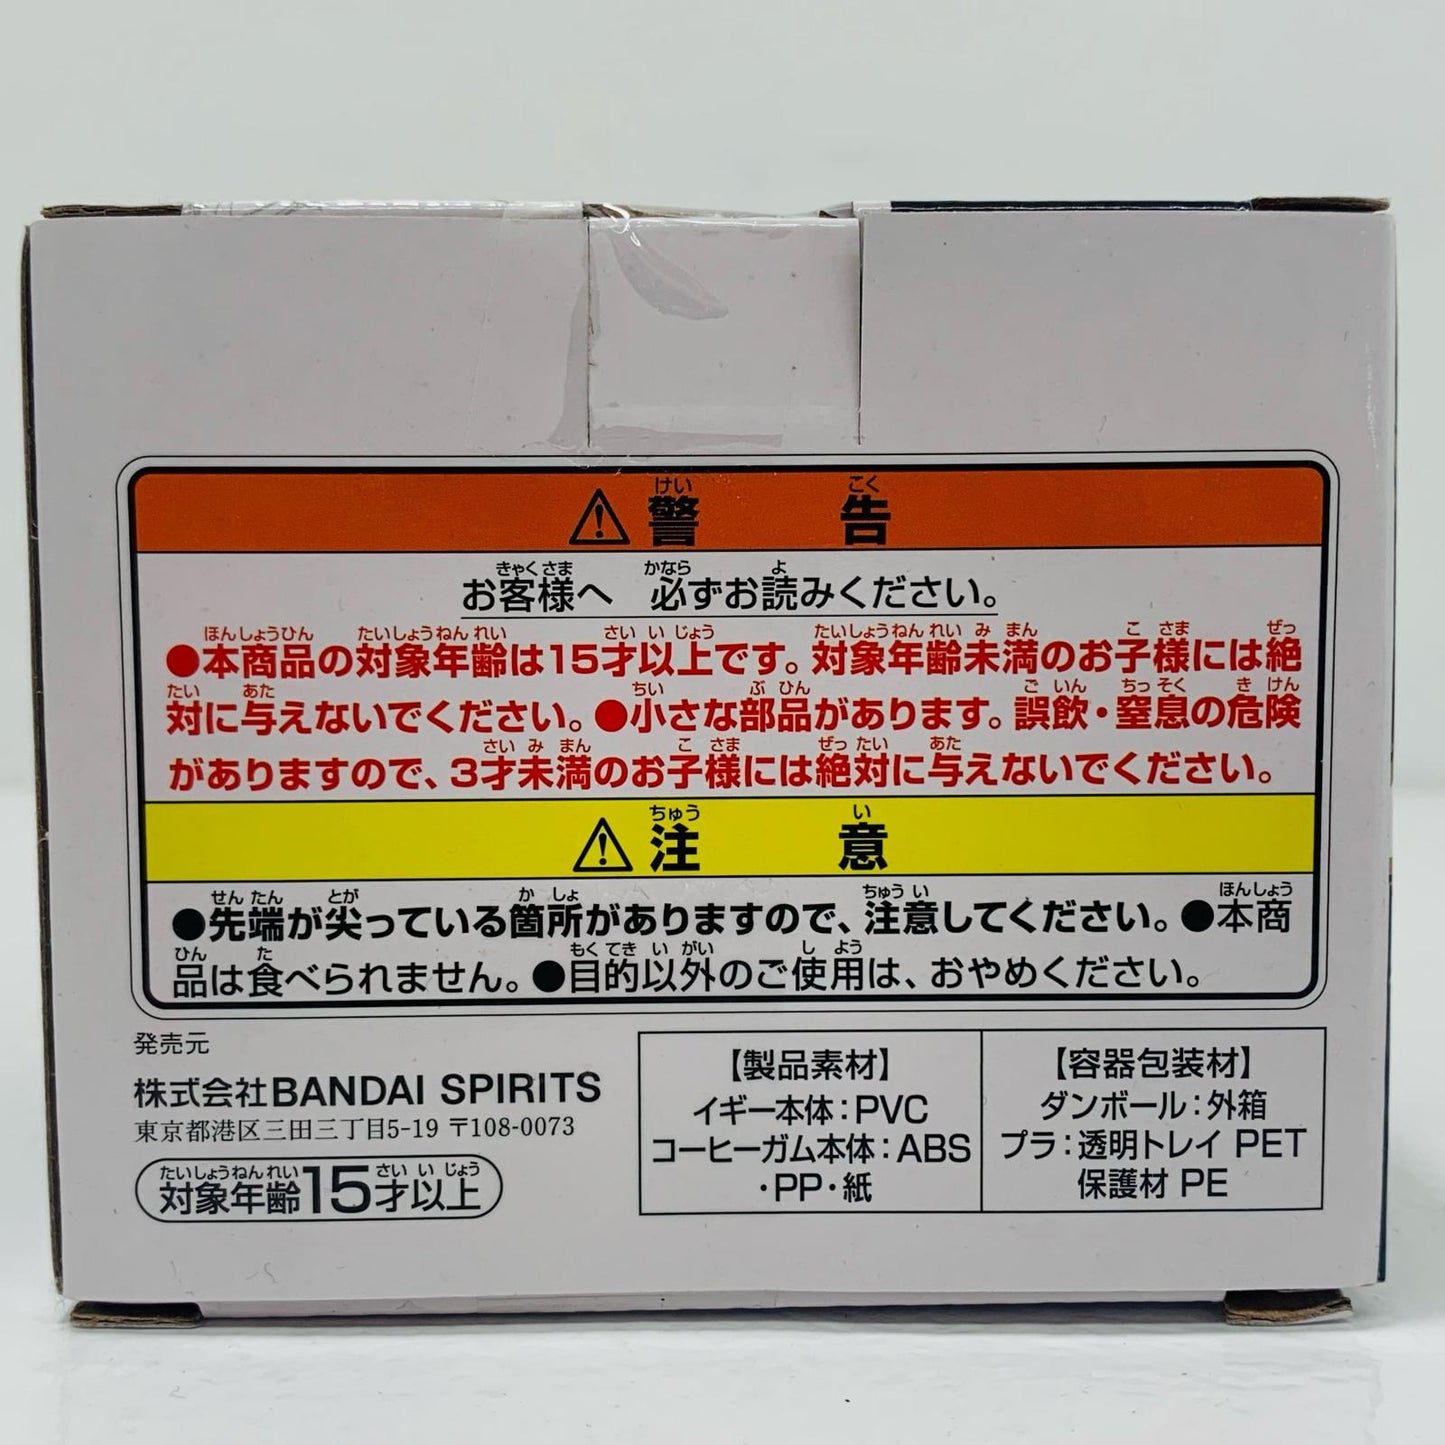 ⚠警告
けい こく
お客様へ 必ずお読みください。
きゃくさま かなら よ
●本商品の対象年齢は15才以上です。対象年齢未満のお子様には絶
ほんしょうひん たいしょうねんれい さいいじょう たいしょうねんれいみまん こさま ぜっ
対に与えないでください。●小さな部品があります。誤飲・窒息の危険
たい あた ちい ぶひん ごいん ちっそく きけん
がありますので、3才未満のお子様には絶対に与えないでください。
さいみまん こさま ぜったい あた
⚠注意
ちゅう い
●先端が尖っている箇所がありますので、注意してください。●本商
せんたん とが かしょ ちゅうい ほんしょう
品は食べられません。●目的以外のご使用は、おやめください。
ひん た もくてきいがい しよう
発売元
株式会社BANDAI SPIRITS
東京都港区三田三丁目5-19 〒108-0073
対象年齢15才以上
たいしょうねんれい さいいじょう
【製品素材】
イギー本体:PVC
コーヒーガム本体:ABS
・PP・紙
【容器包装材】
ダンボール:外箱
プラ:透明トレイ PET
保護材 PE